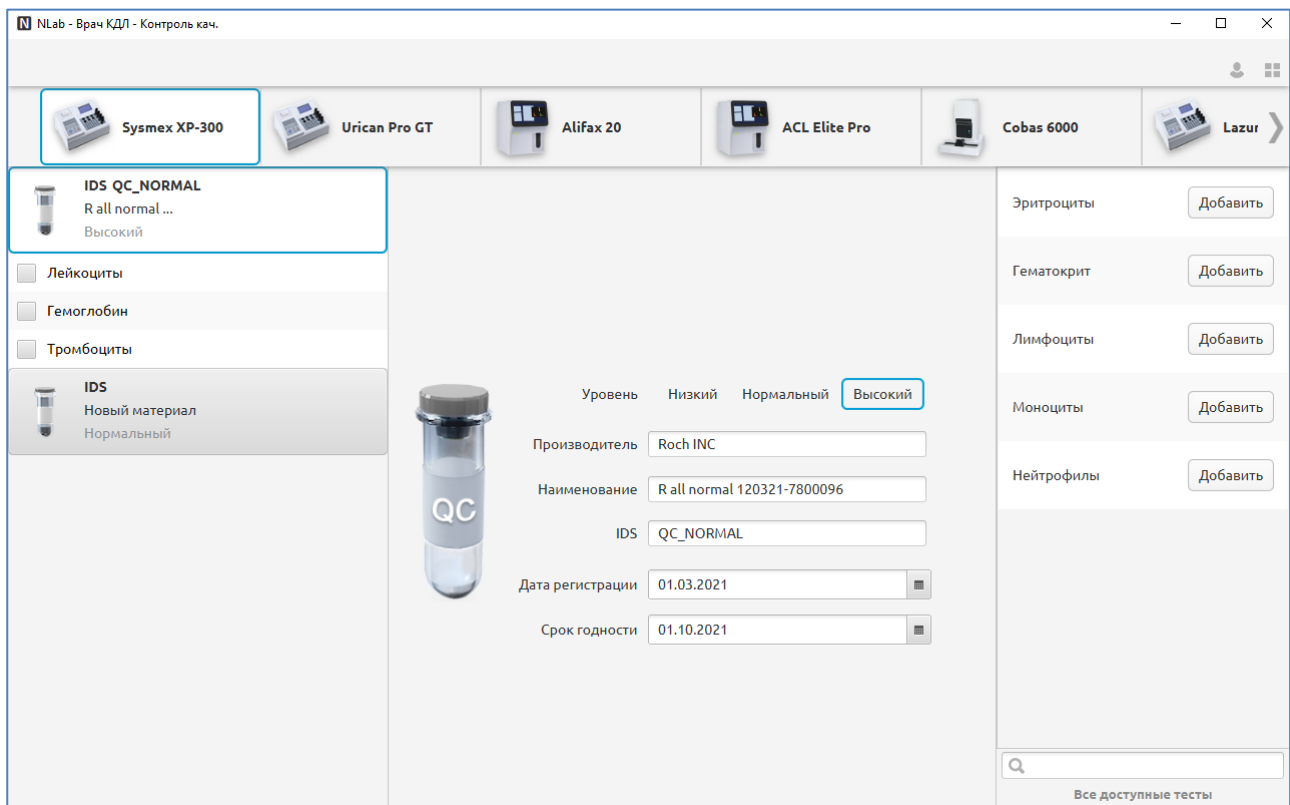 N NLab - Врач КДЛ - Контроль кач.
Sysmex XP-300
Urican Pro GT
Alifax 20
ACL Elite Pro
Cobas 6000
Lazur
IDS QC_NORMAL
R all normal ...
Высокий
Лейкоциты
Гемоглобин
Тромбоциты
IDS
Новый материал
Нормальный
QC
Уровень Низкий Нормальный Высокий
Производитель Roch INC
Наименование R all normal 120321-7800096
IDS QC_NORMAL
Дата регистрации 01.03.2021
Срок годности 01.10.2021
Эритроциты Добавить
Гематокрит Добавить
Лимфоциты Добавить
Моноциты Добавить
Нейтрофилы Добавить
Все доступные тесты